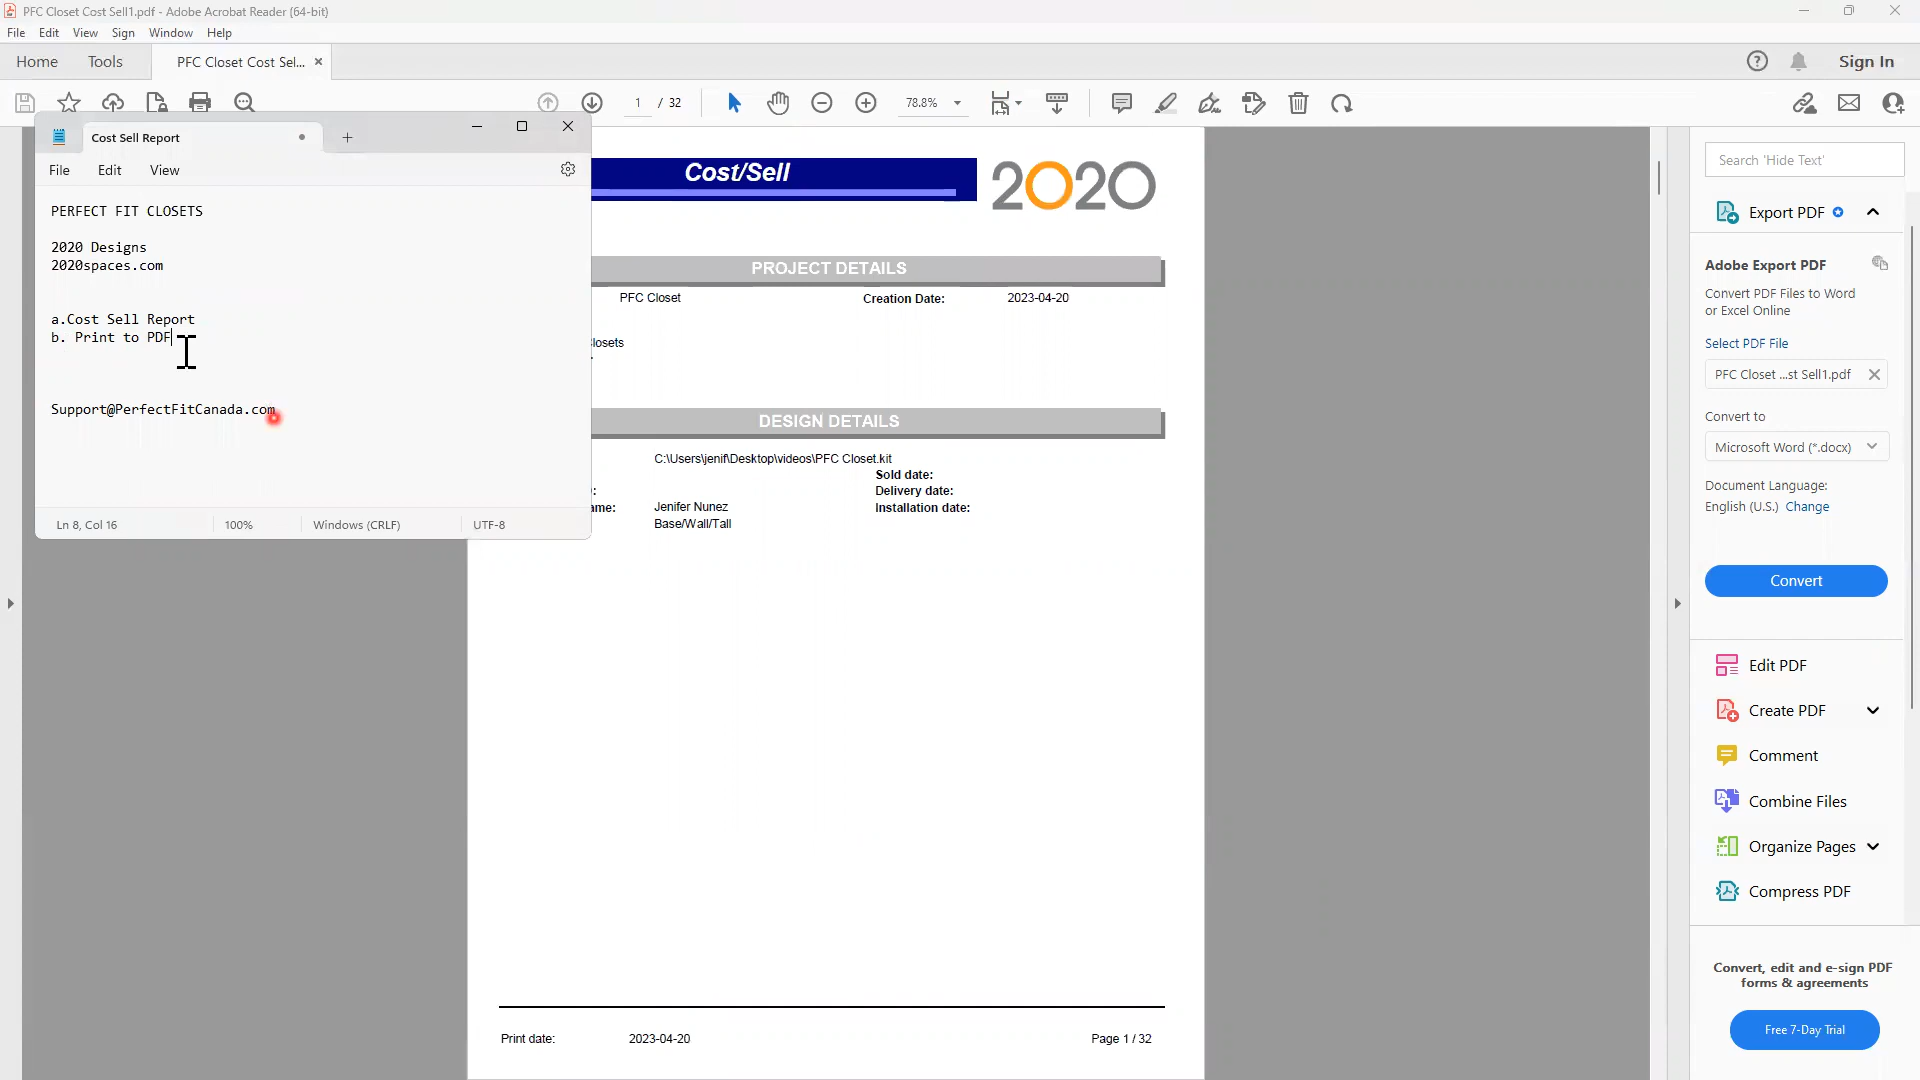 PFC Closet Cost Sell1.pdf - Adobe Acrobat Reader (64-bit)
File Edit View Sign Window Help
Home Tools PFC Closet Cost Sel...
Sign In
1 / 32
78.8%
Cost Sell Report
File Edit View
PERFECT FIT CLOSETS
2020 Designs
2020spaces.com
a.Cost Sell Report
b. Print to PDF
Support@PerfectFitCanada.com
Ln 8, Col 16 100% Windows (CRLF) UTF-8
Cost/Sell
2020
PROJECT DETAILS
PFC Closet Creation Date: 2023-04-20
losets
DESIGN DETAILS
C:\Users\jenif\Desktop\videos\PFC Closet.kit
Sold date:
Delivery date:
ame: Jenifer Nunez Installation date:
Base/Wall/Tall
Print date: 2023-04-20 Page 1 / 32
Search 'Hide Text'
Export PDF
Adobe Export PDF
Convert PDF Files to Word
or Excel Online
Select PDF File
PFC Closet ...st Sell1.pdf
Convert to
Microsoft Word (*.docx)
Document Language:
English (U.S.) Change
Convert
Edit PDF
Create PDF
Comment
Combine Files
Organize Pages
Compress PDF
Convert, edit and e-sign PDF
forms & agreements
Free 7-Day Trial